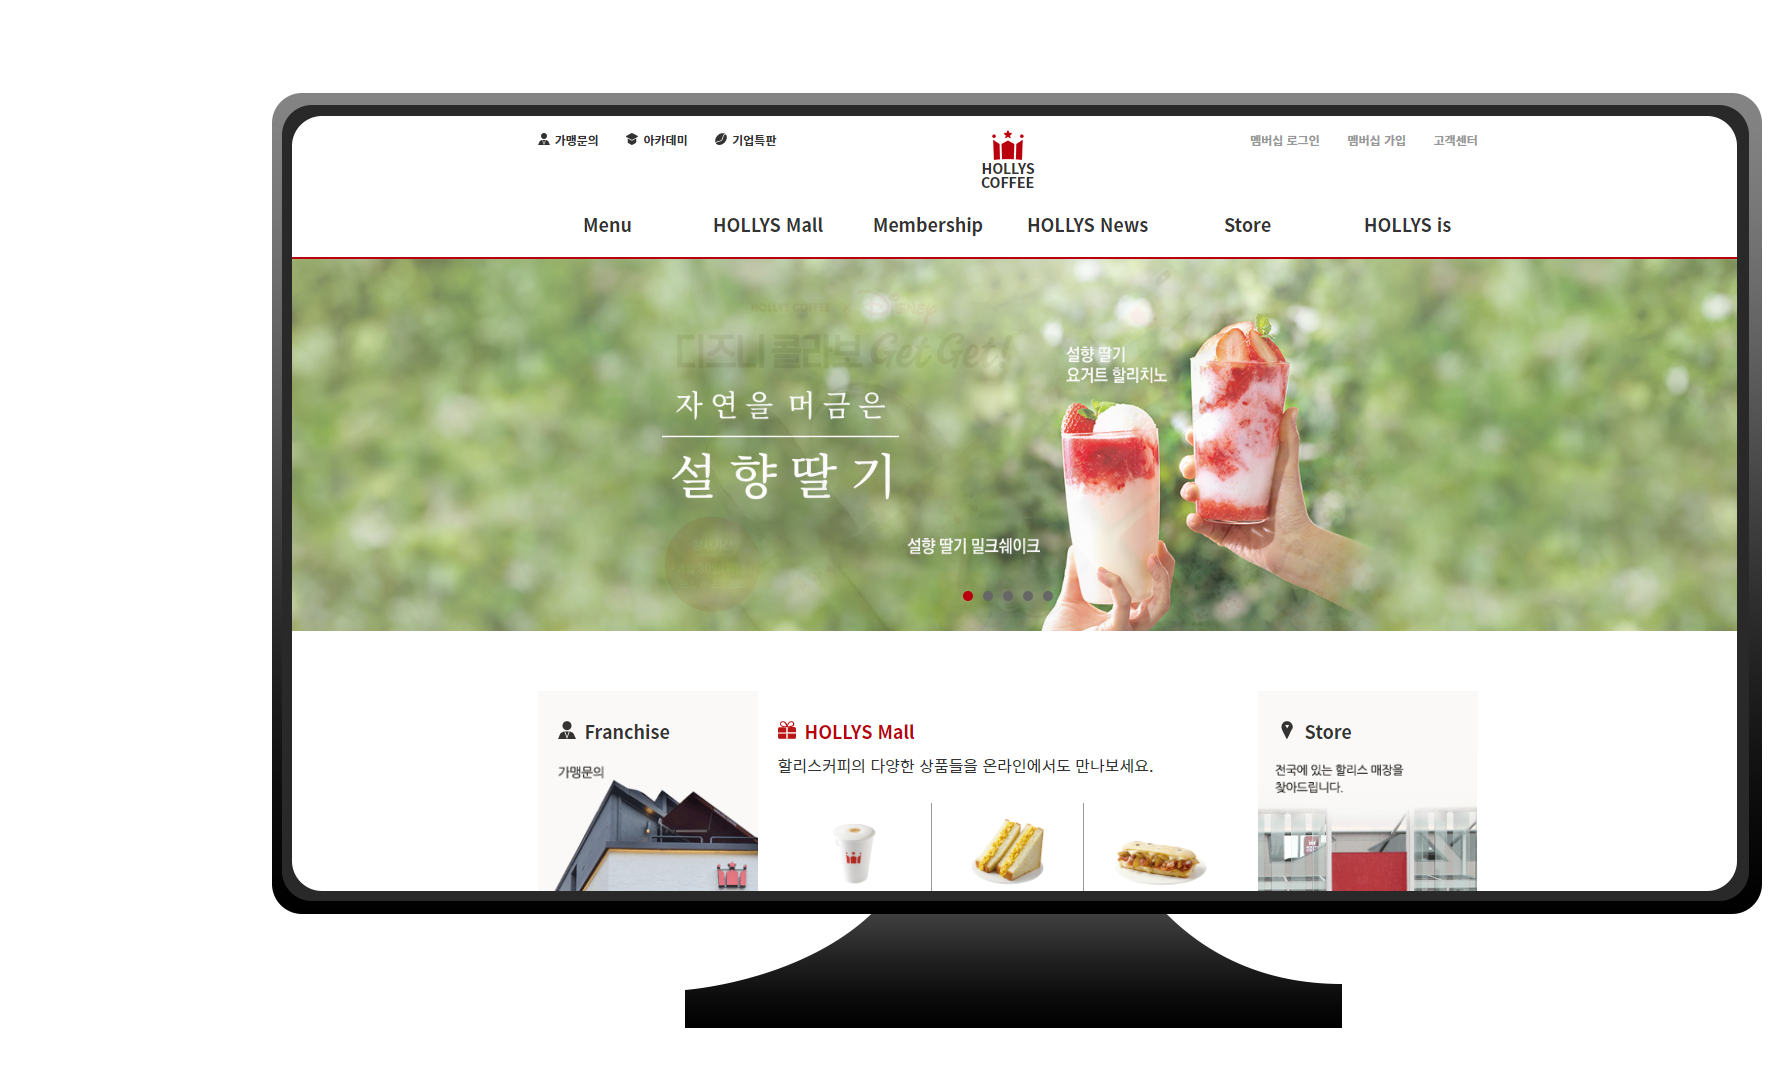 가맹문의 아카데미 기업특판
HOLLYS
COFFEE
멤버십 로그인 멤버십 가입 고객센터
Menu HOLLYS Mall Membership HOLLYS News Store HOLLYS is
HOLLYS COFFEE Disney
디즈니 콜라보 Get Get!
자연을 머금은
설향딸기
설향 딸기
요거트 할리치노
설향 딸기 밀크쉐이크
Franchise
가맹문의
HOLLYS Mall
할리스커피의 다양한 상품들을 온라인에서도 만나보세요.
Store
전국에 있는 할리스 매장을
찾아드립니다.